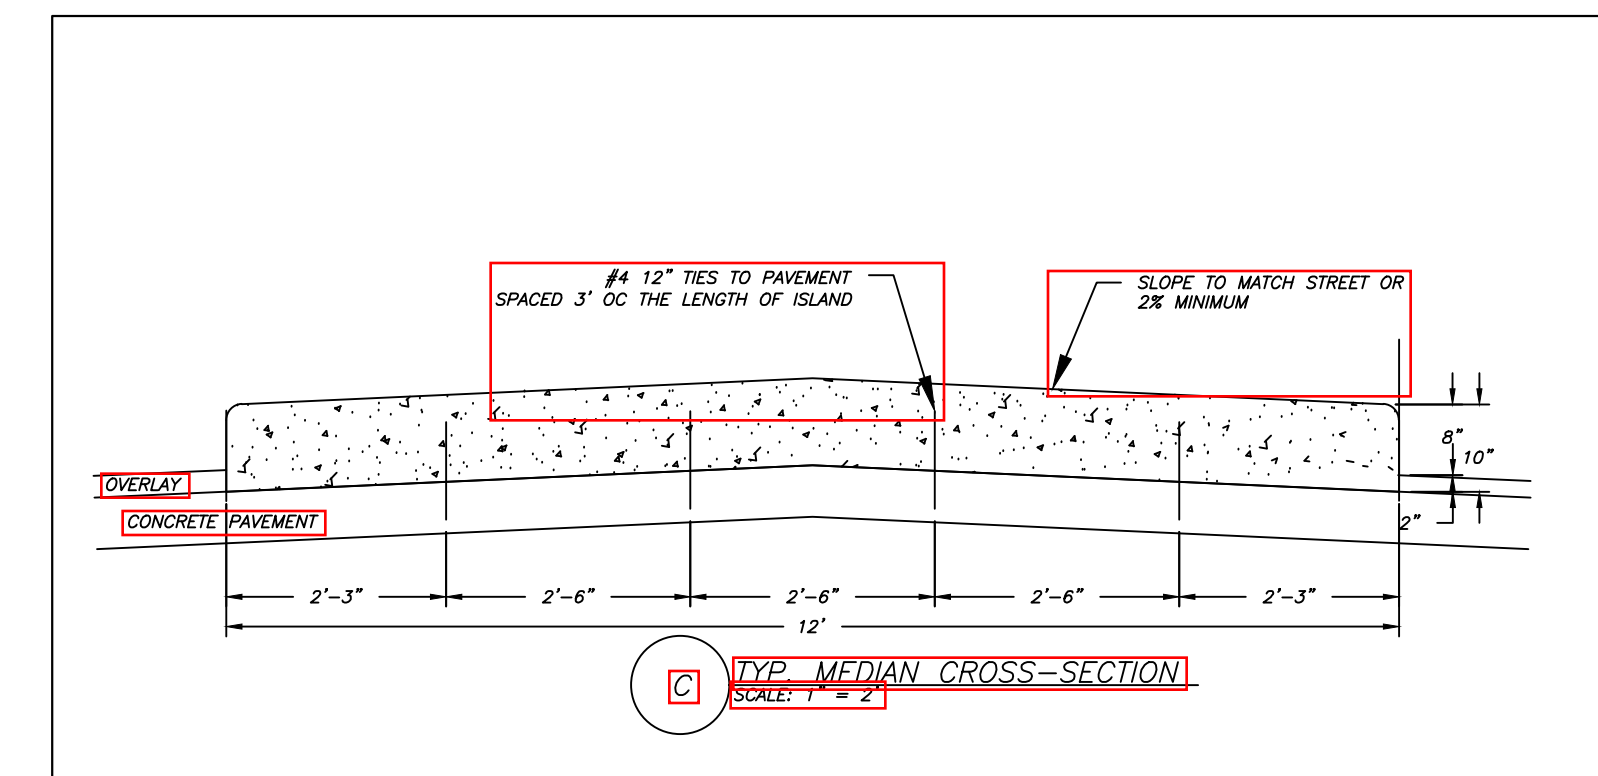 #4 12" TIES TO PAVEMENT
SPACED 3' OC THE LENGTH OF ISLAND
SLOPE TO MATCH STREET OR
2% MINIMUM
8"
10"
OVERLAY
CONCRETE PAVEMENT
2"
2'-3" 2'-6" 2'-6" 2'-6" 2'-3"
12'
C
TYP. MEDIAN CROSS-SECTION
SCALE: 1" = 2'